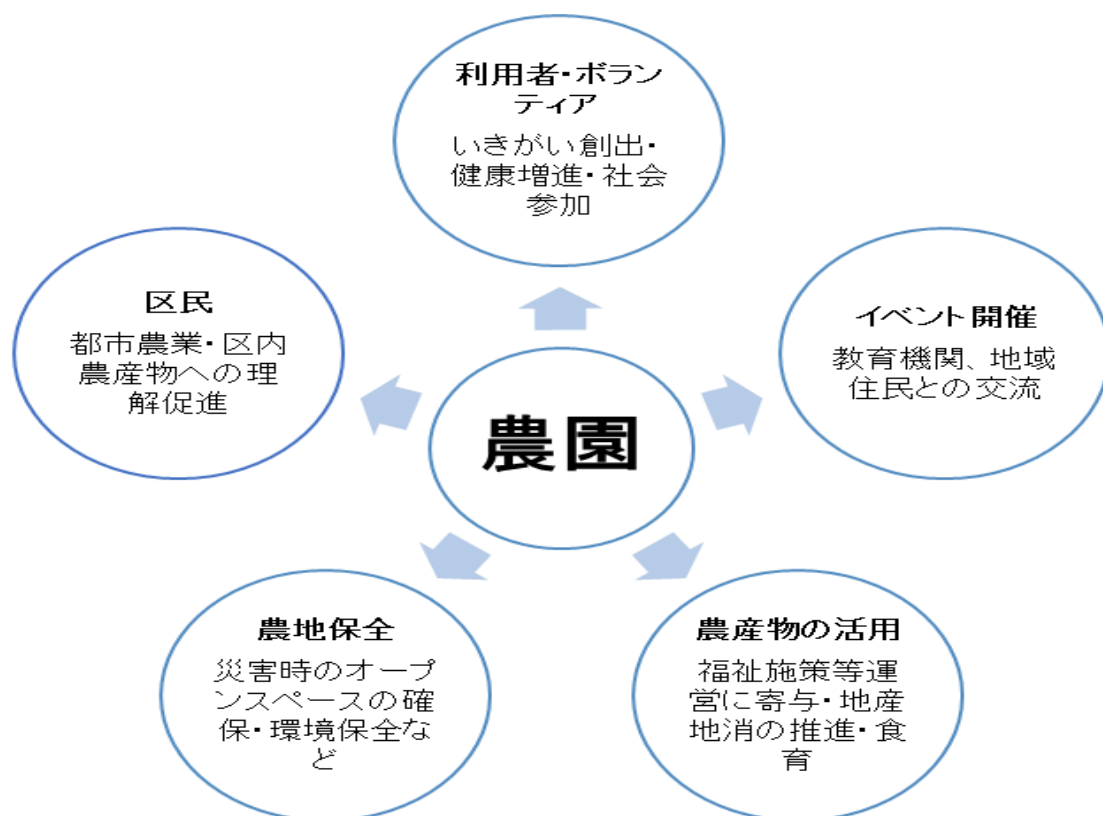 利用者・ボラン
ティア
いきがい創出・
健康増進・社会
参加
区民
都市農業・区内
農産物への理
解促進
イベント開催
教育機関、地域
住民との交流
農園
農地保全
災害時のオープ
ンスペースの確
保・環境保全な
ど
農産物の活用
福祉施策等運
営に寄与・地産
地消の推進・食
育